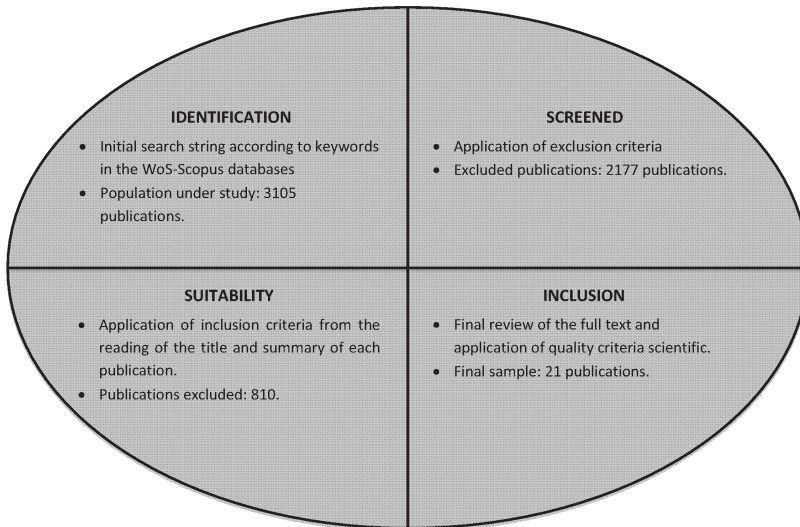 IDENTIFICATION
• Initial search string according to keywords
in the WoS-Scopus databases
• Population under study: 3105
publications.
SCREENED
• Application of exclusion criteria
• Excluded publications: 2177 publications.
SUITABILITY
• Application of inclusion criteria from the
reading of the title and summary of each
publication.
• Publications excluded: 810.
INCLUSION
• Final review of the full text and
application of quality criteria scientific.
• Final sample: 21 publications.